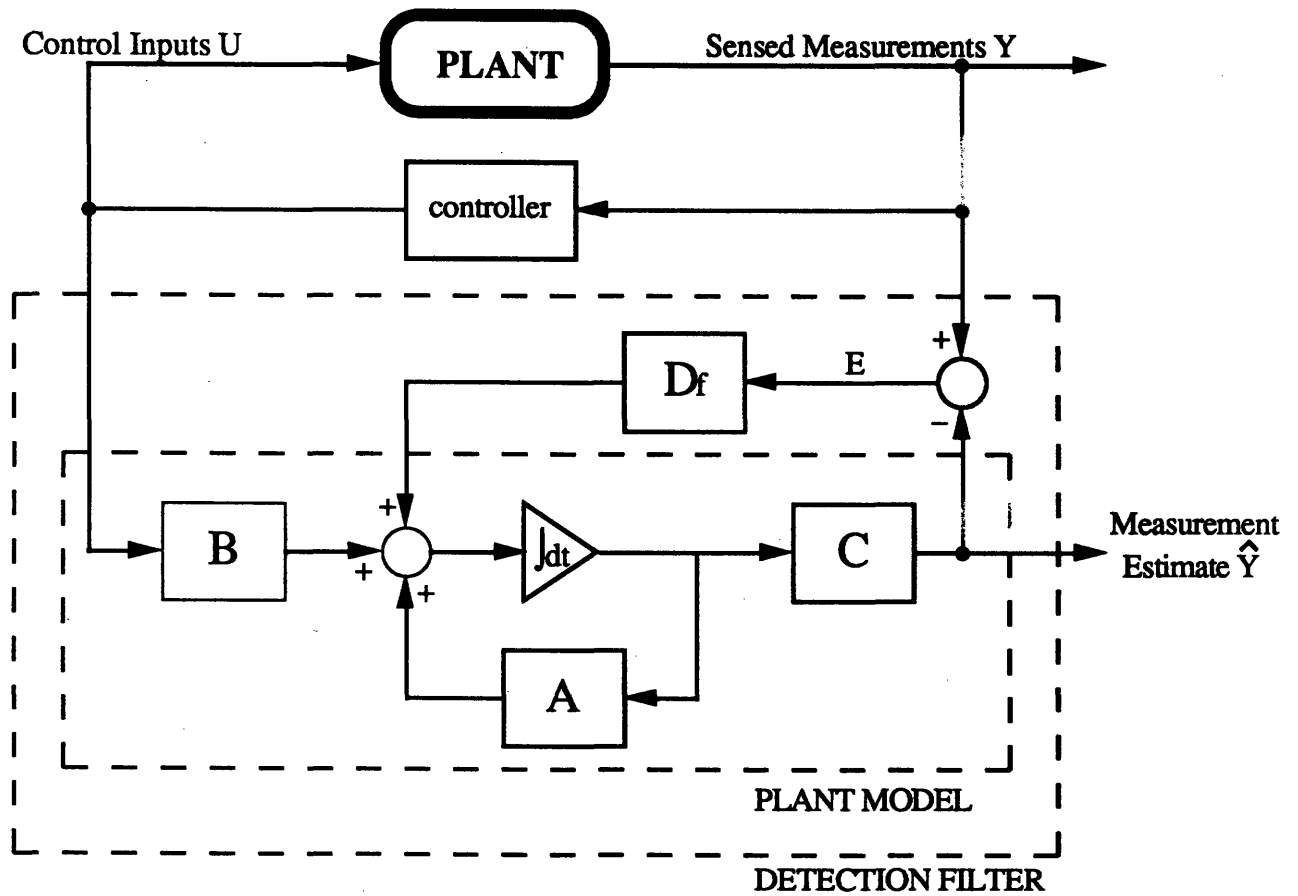 Control Inputs U
PLANT
Sensed Measurements Y
controller
+
E
Df
−
+
B
+
+
∫dt
C
Measurement
Estimate Ŷ
A
PLANT MODEL
DETECTION FILTER